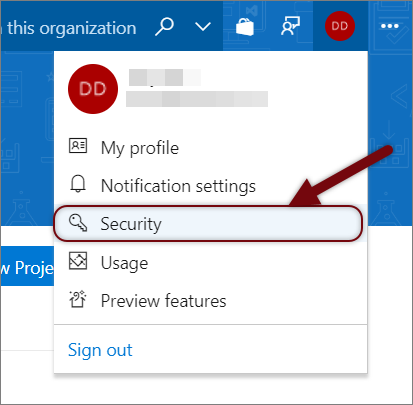 this organization
DD
DD
My profile
Notification settings
Security
Usage
w Proje
Preview features
Sign out